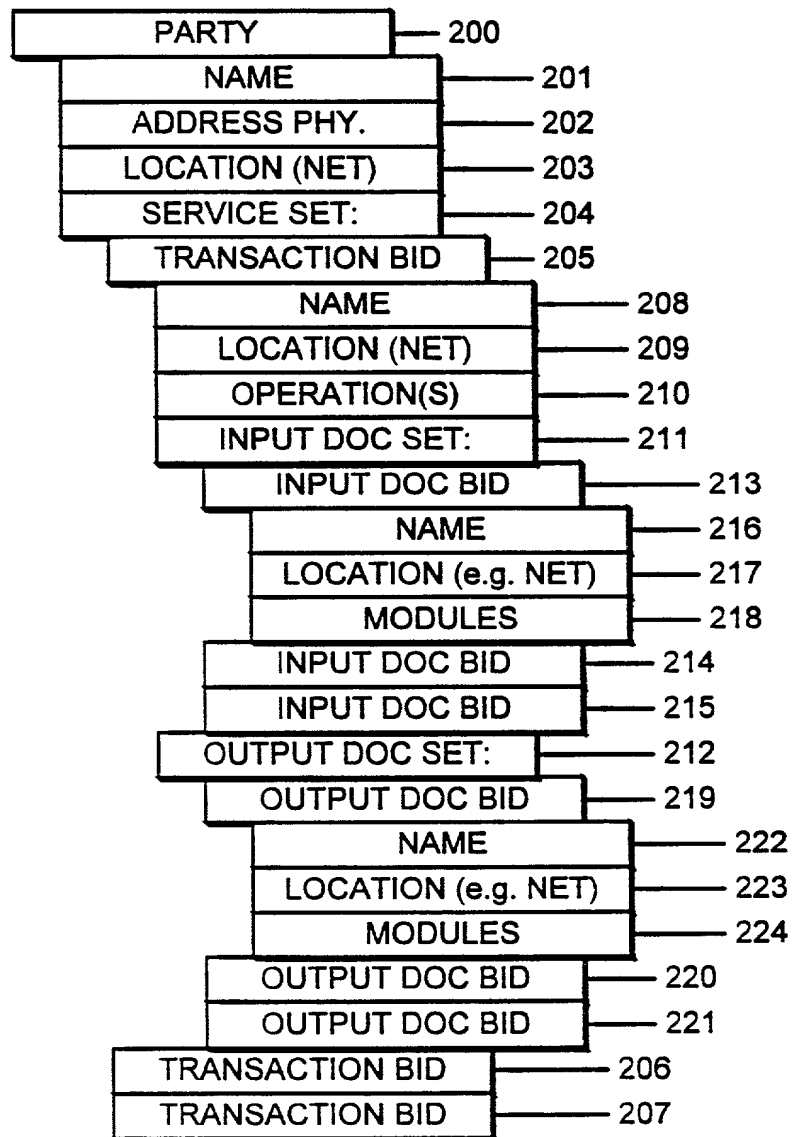 PARTY 200
NAME 201
ADDRESS PHY. 202
LOCATION (NET) 203
SERVICE SET: 204
TRANSACTION BID 205
NAME 208
LOCATION (NET) 209
OPERATION(S) 210
INPUT DOC SET: 211
INPUT DOC BID 213
NAME 216
LOCATION (e.g. NET) 217
MODULES 218
INPUT DOC BID 214
INPUT DOC BID 215
OUTPUT DOC SET: 212
OUTPUT DOC BID 219
NAME 222
LOCATION (e.g. NET) 223
MODULES 224
OUTPUT DOC BID 220
OUTPUT DOC BID 221
TRANSACTION BID 206
TRANSACTION BID 207